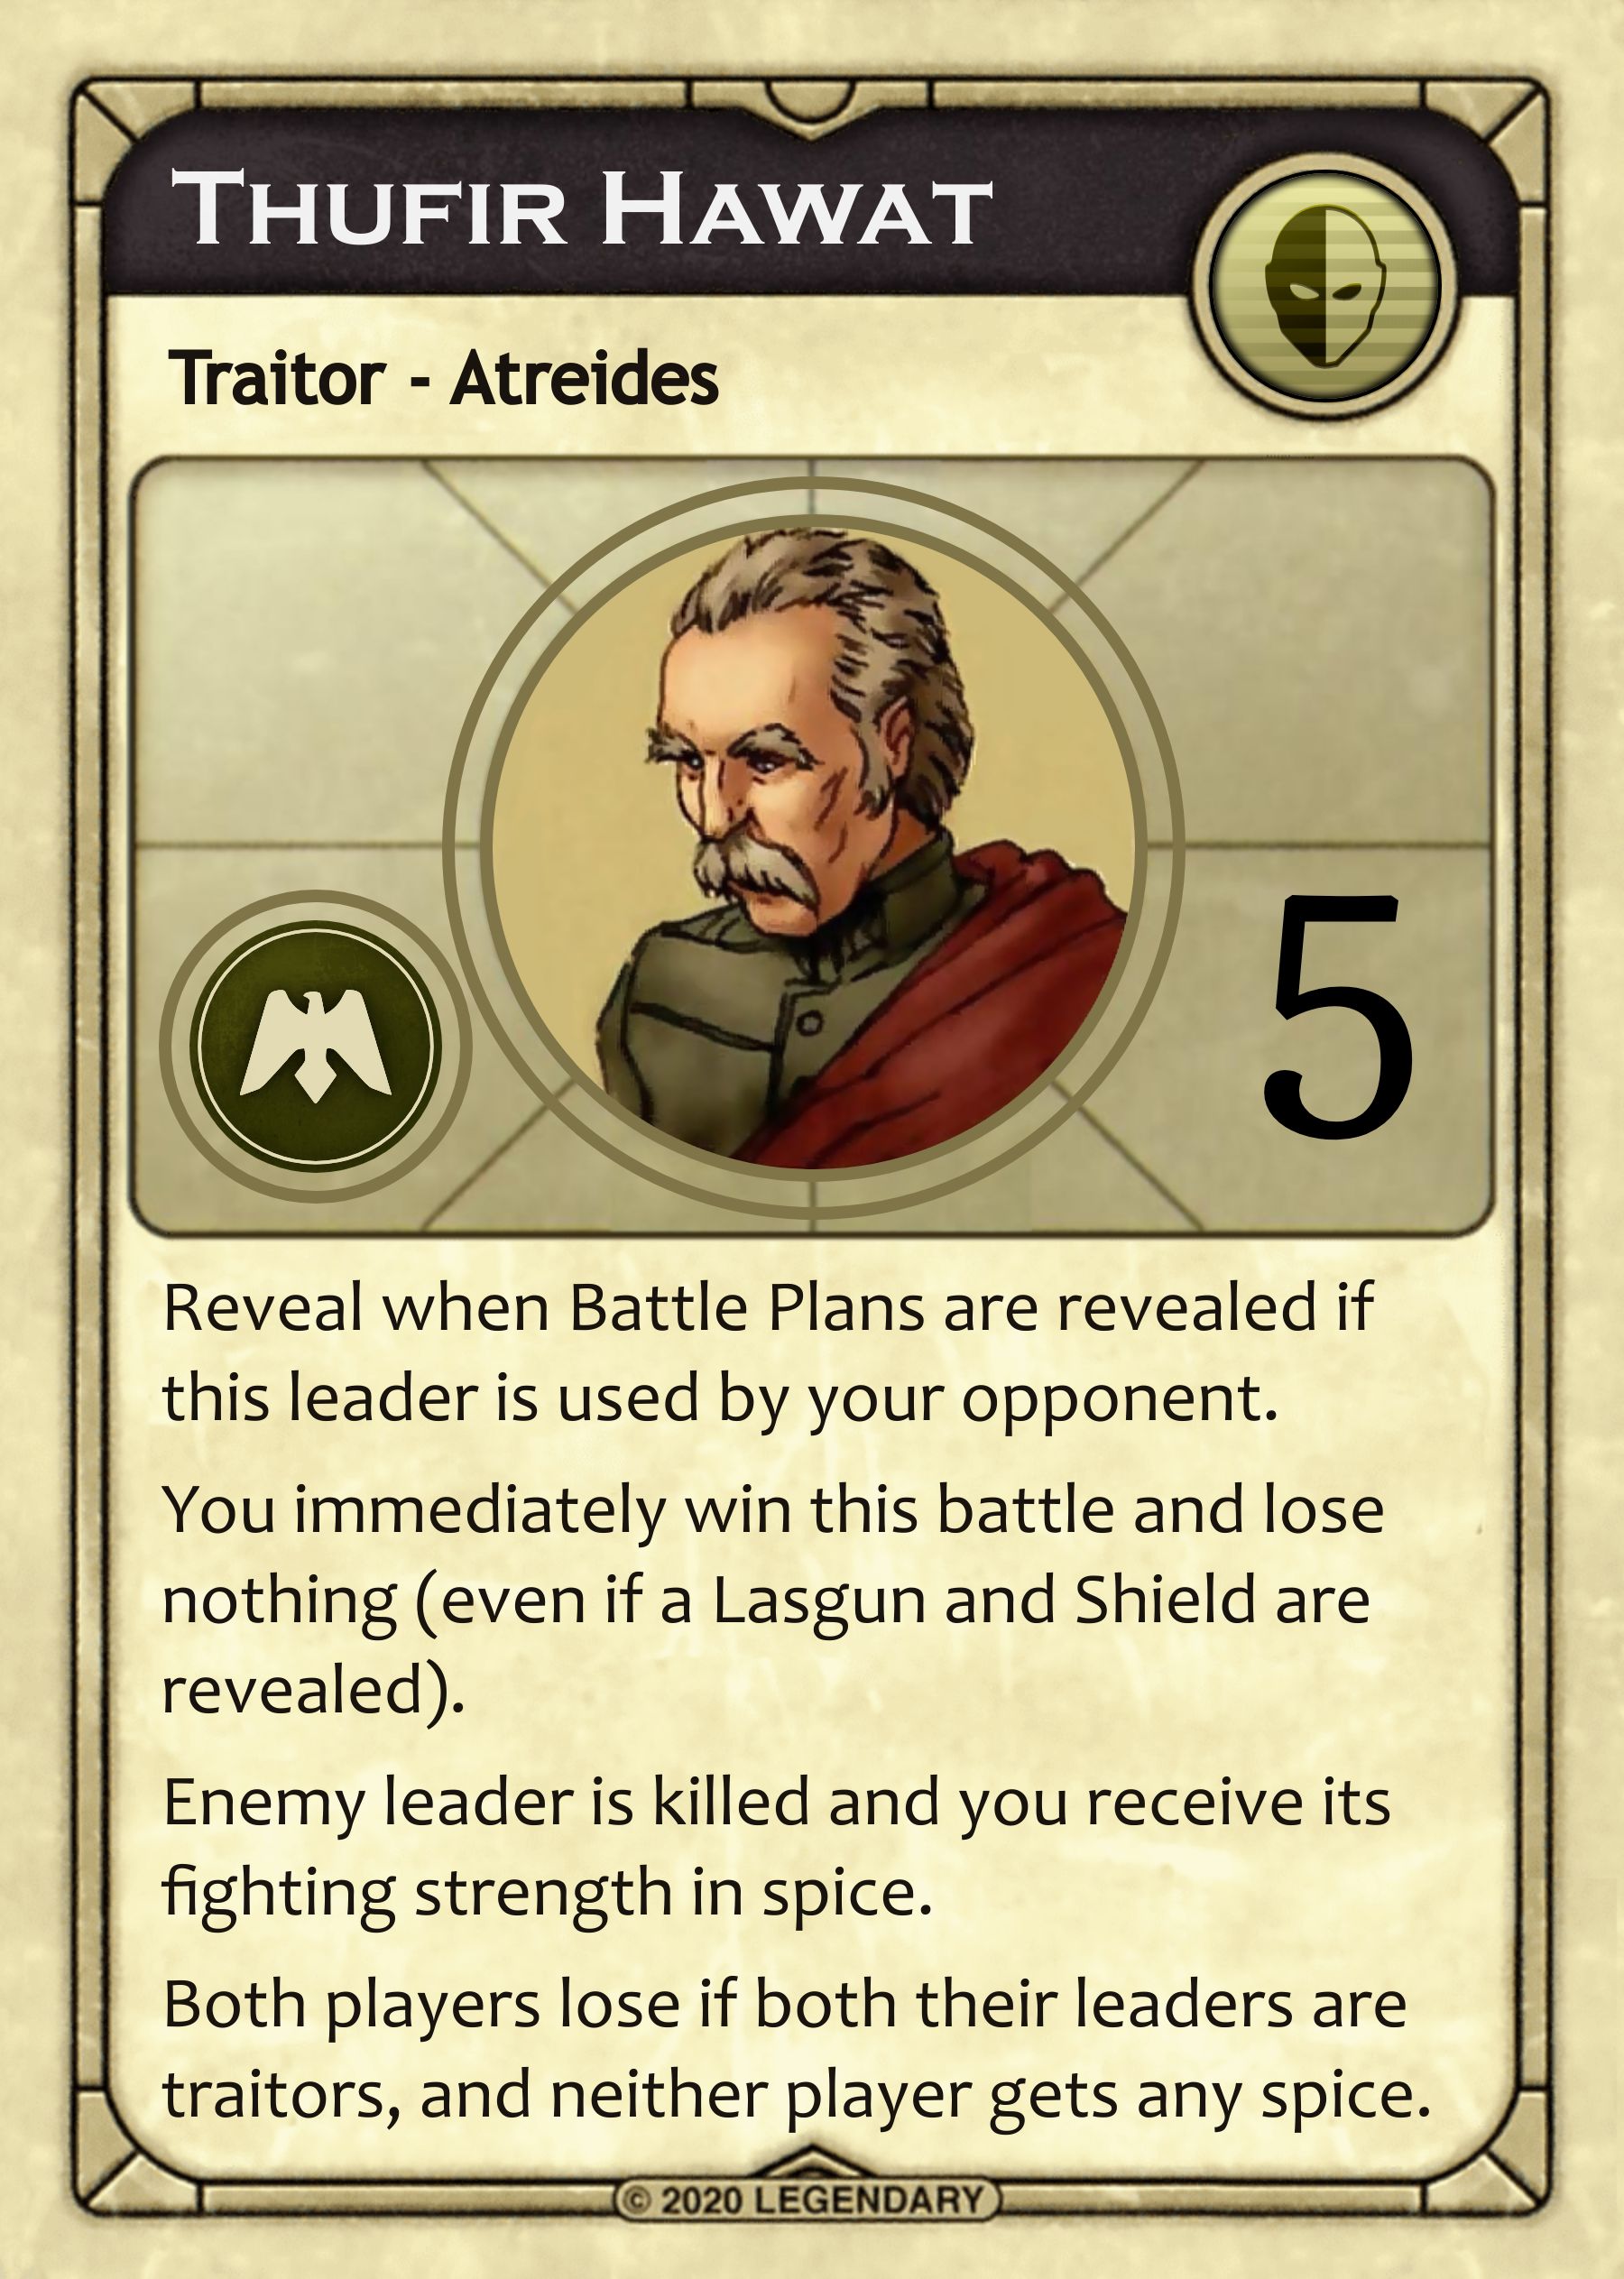 THUFIR HAWAT
Traitor - Atreides
5
Reveal when Battle Plans are revealed if
this leader is used by your opponent.
You immediately win this battle and lose
nothing (even if a Lasgun and Shield are
revealed).
Enemy leader is killed and you receive its
fighting strength in spice.
Both players lose if both their leaders are
traitors, and neither player gets any spice.
© 2020 LEGENDARY